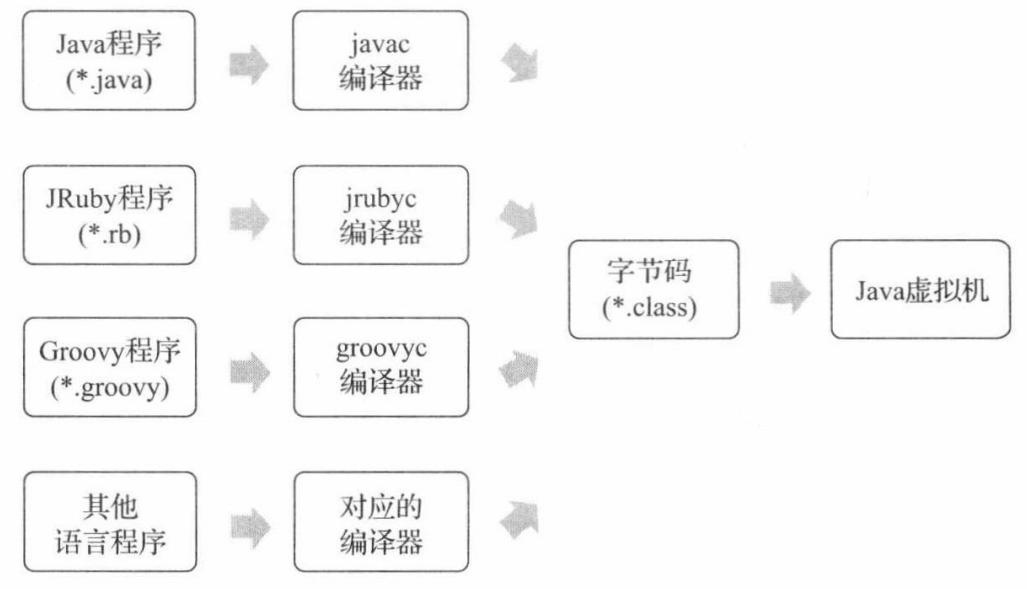 Java程序
(*.java)
javac
编译器
JRuby程序
(*.rb)
jrubyc
编译器
字节码
(*.class)
Java虚拟机
Groovy程序
(*.groovy)
groovyc
编译器
其他
语言程序
对应的
编译器